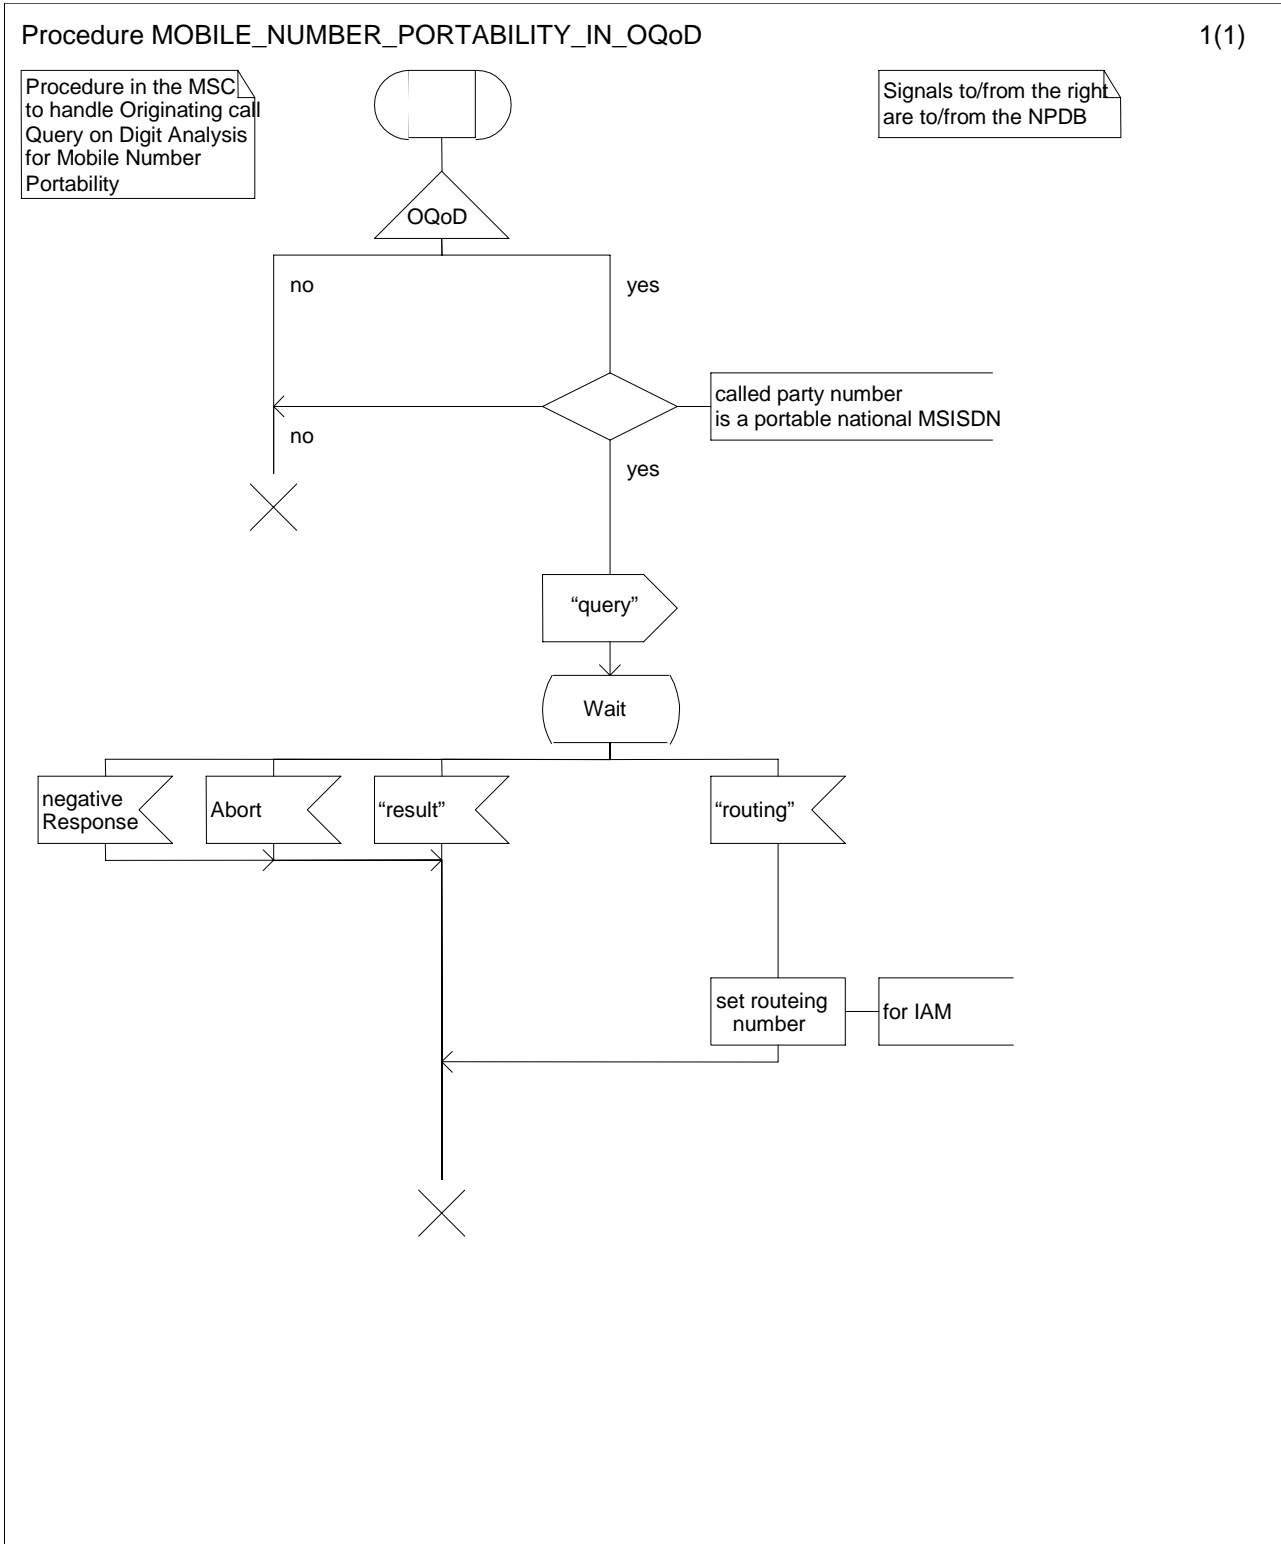 Procedure MOBILE_NUMBER_PORTABILITY_IN_OQoD
1(1)
Procedure in the MSC
to handle Originating call
Query on Digit Analysis
for Mobile Number
Portability
Signals to/from the right
are to/from the NPDB
OQoD
no
yes
called party number
is a portable national MSISDN
no
yes
“query”
Wait
negative
Response
Abort
“result”
“routing”
set routeing
number
for IAM